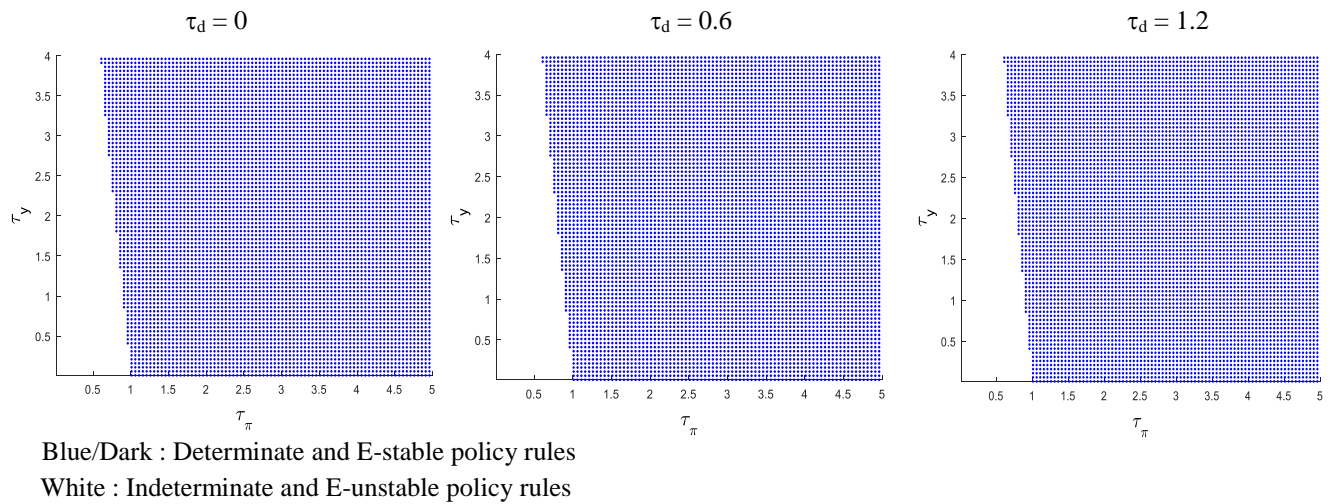 τd = 0
τd = 0.6
τd = 1.2
4
3.5
3
2.5
2
1.5
1
0.5
τy
0.5 1 1.5 2 2.5 3 3.5 4 4.5 5
τπ
4
3.5
3
2.5
2
1.5
1
0.5
τy
0.5 1 1.5 2 2.5 3 3.5 4 4.5 5
τπ
4
3.5
3
2.5
2
1.5
1
0.5
τy
0.5 1 1.5 2 2.5 3 3.5 4 4.5 5
τπ
Blue/Dark : Determinate and E-stable policy rules
White : Indeterminate and E-unstable policy rules